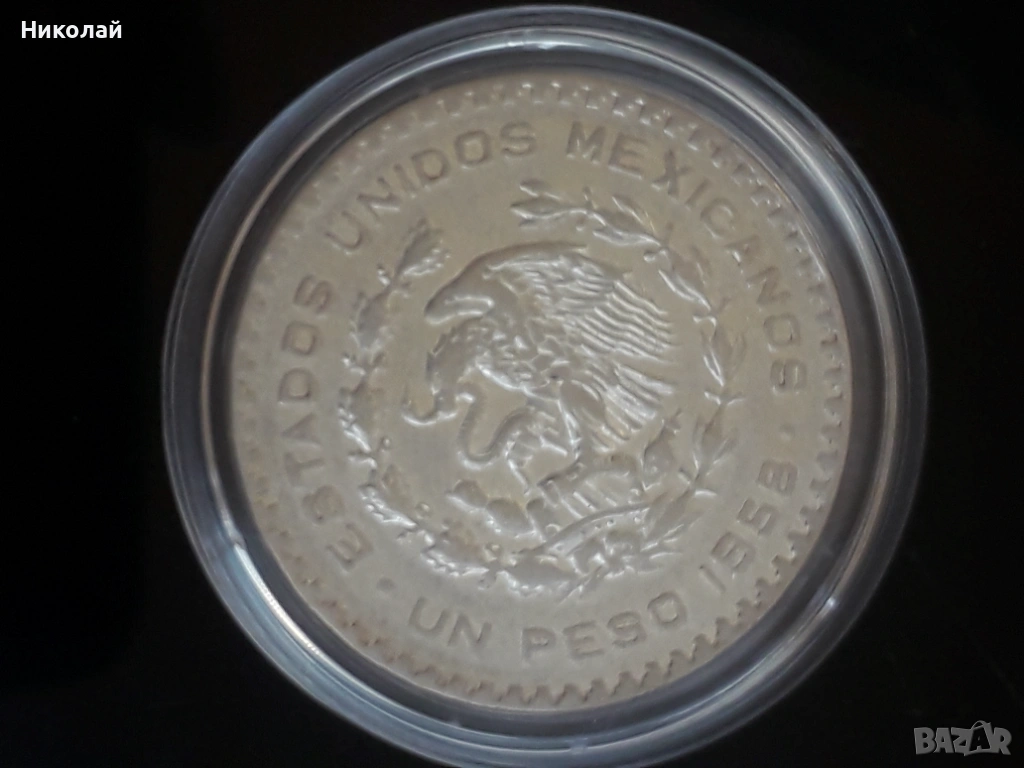 Николай
ESTADOS UNIDOS MEXICANOS
· UN PESO 1958 ·
BAZAR